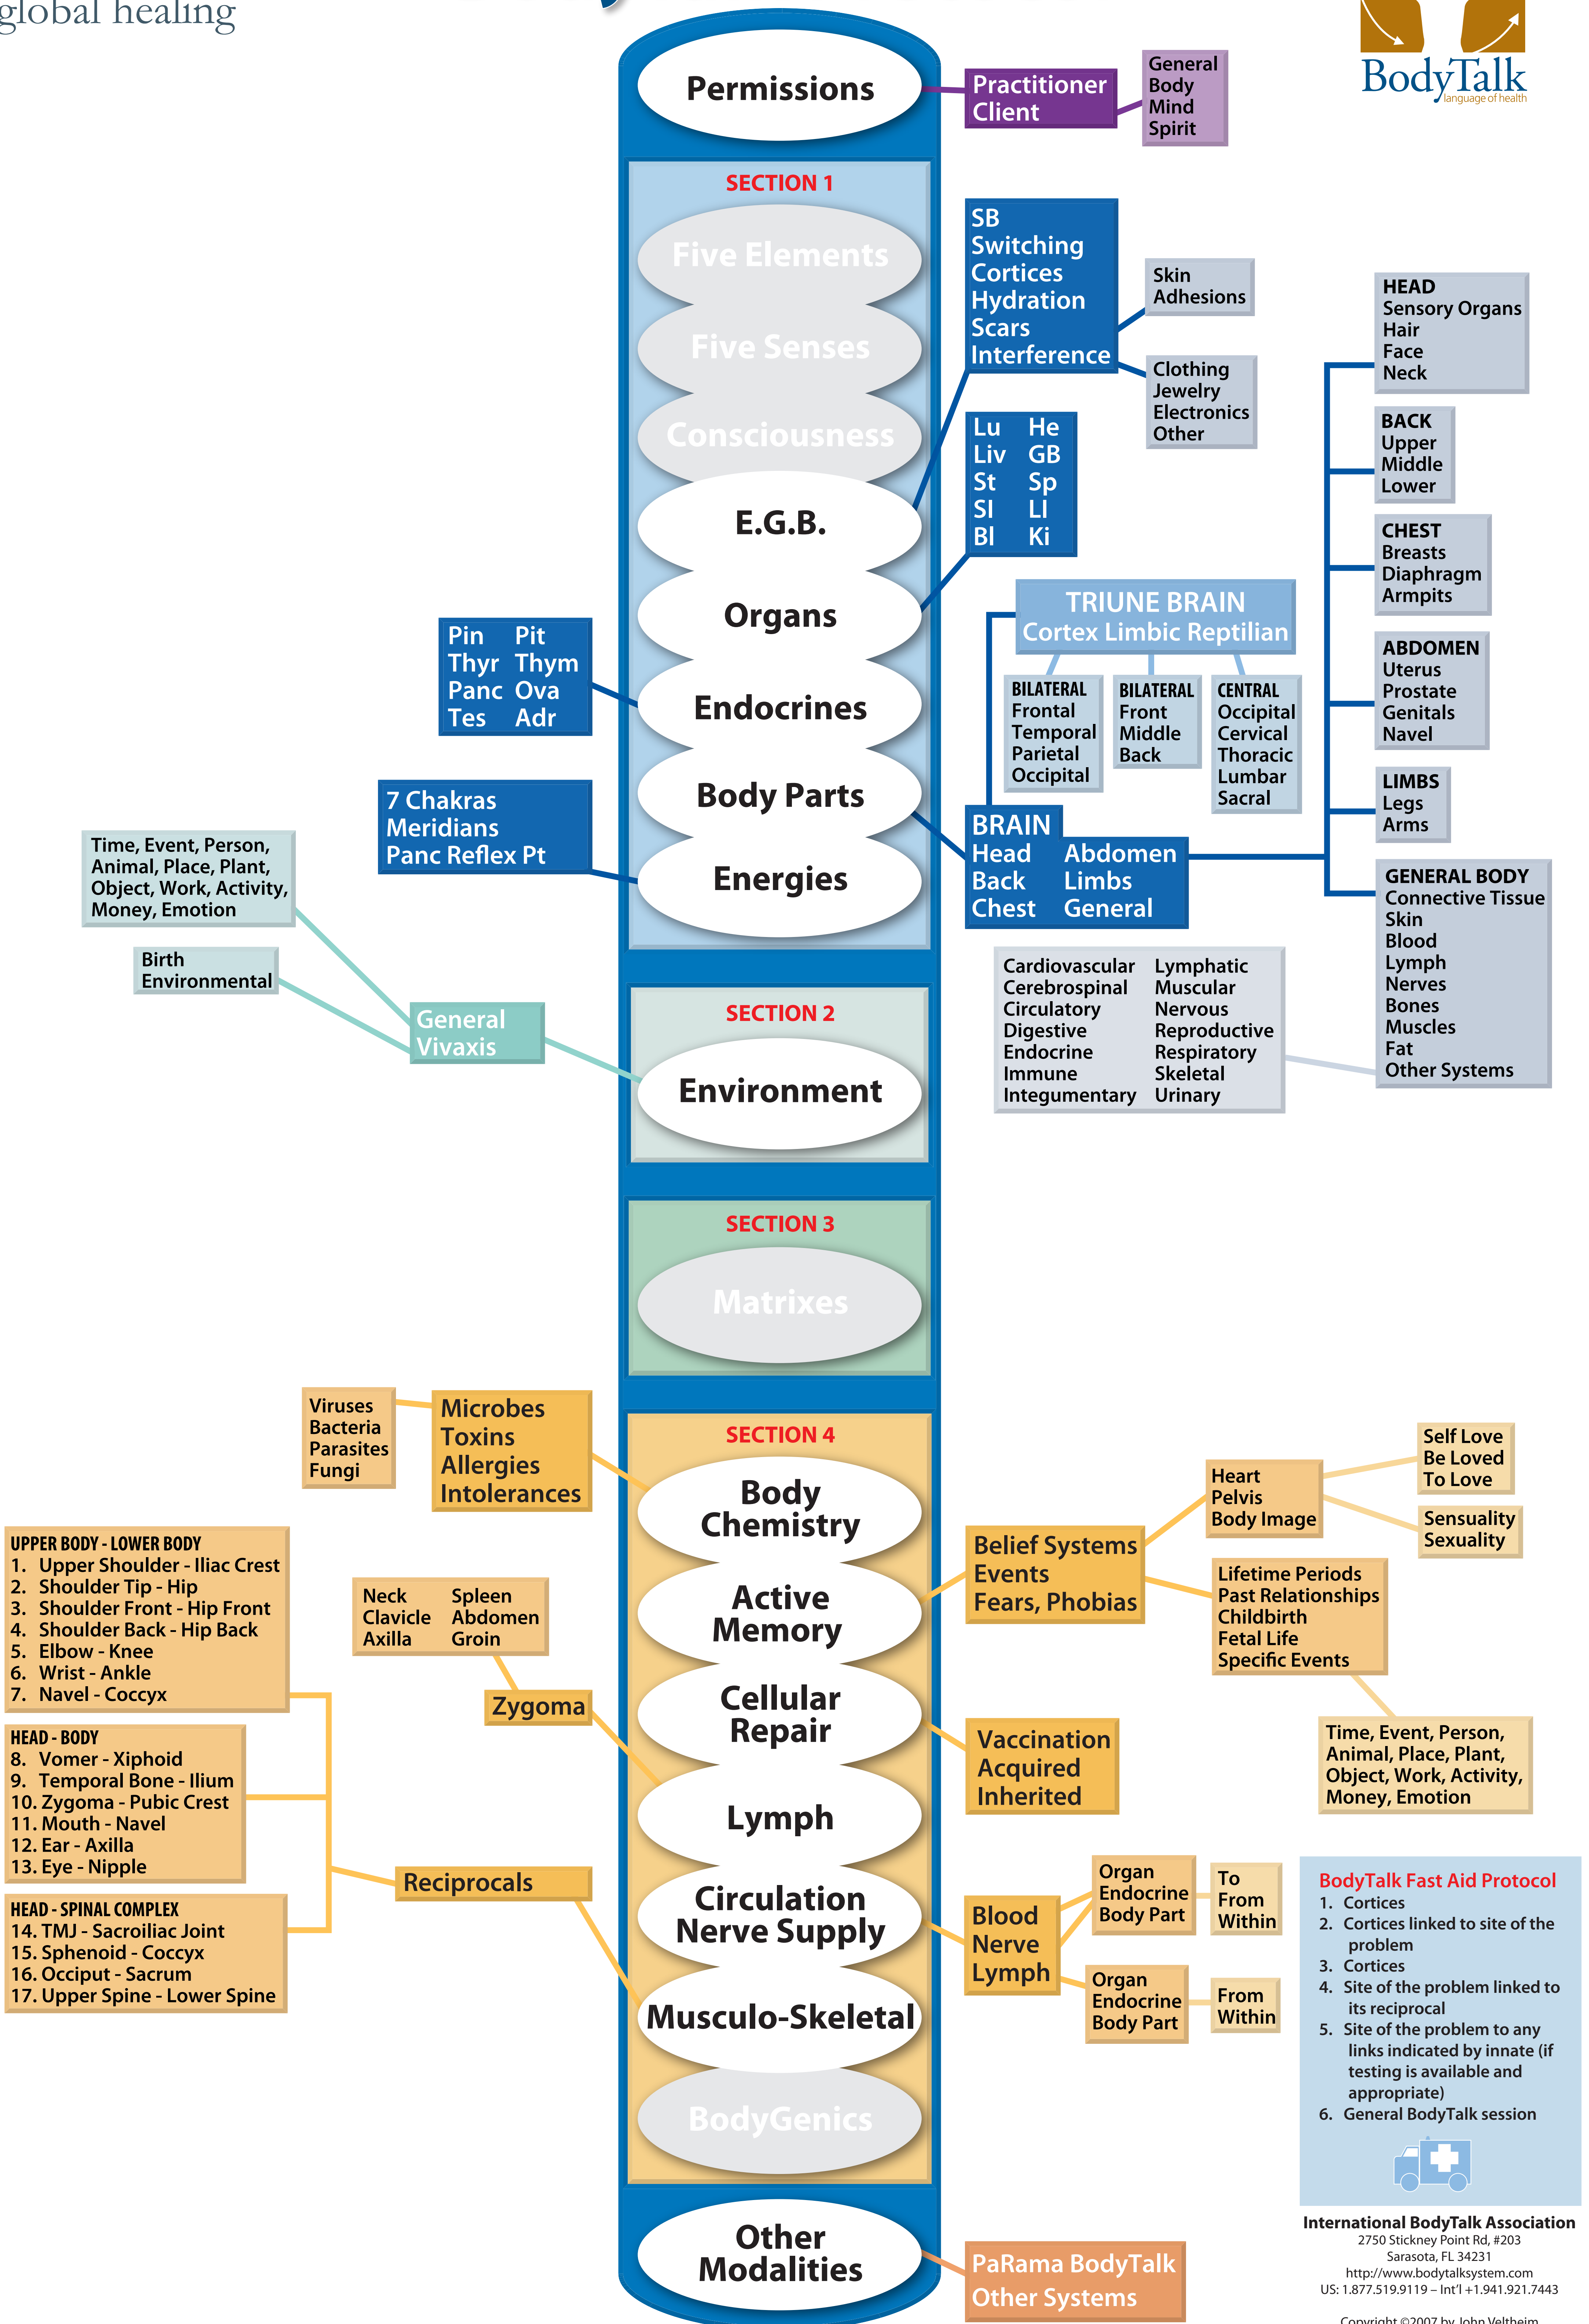 global healing
BodyTalk
language of health
Permissions
Practitioner
Client
General
Body
Mind
Spirit
SECTION 1
Five Elements
Five Senses
Consciousness
E.G.B.
Organs
Endocrines
Body Parts
Energies
SB
Switching
Cortices
Hydration
Scars
Interference
Skin
Adhesions
Clothing
Jewelry
Electronics
Other
Lu He
Liv GB
St Sp
SI LI
Bl Ki
Pin Pit
Thyr Thym
Panc Ova
Tes Adr
7 Chakras
Meridians
Panc Reflex Pt
TRIUNE BRAIN
Cortex Limbic Reptilian
BILATERAL
Frontal
Temporal
Parietal
Occipital
BILATERAL
Front
Middle
Back
CENTRAL
Occipital
Cervical
Thoracic
Lumbar
Sacral
BRAIN
Head Abdomen
Back Limbs
Chest General
HEAD
Sensory Organs
Hair
Face
Neck
BACK
Upper
Middle
Lower
CHEST
Breasts
Diaphragm
Armpits
ABDOMEN
Uterus
Prostate
Genitals
Navel
LIMBS
Legs
Arms
GENERAL BODY
Connective Tissue
Skin
Blood
Lymph
Nerves
Bones
Muscles
Fat
Other Systems
Cardiovascular Lymphatic
Cerebrospinal Muscular
Circulatory Nervous
Digestive Reproductive
Endocrine Respiratory
Immune Skeletal
Integumentary Urinary
Time, Event, Person,
Animal, Place, Plant,
Object, Work, Activity,
Money, Emotion
Birth
Environmental
General
Vivaxis
SECTION 2
Environment
SECTION 3
Matrixes
SECTION 4
Body
Chemistry
Active
Memory
Cellular
Repair
Lymph
Circulation
Nerve Supply
Musculo-Skeletal
BodyGenics
Viruses
Bacteria
Parasites
Fungi
Microbes
Toxins
Allergies
Intolerances
UPPER BODY - LOWER BODY
1. Upper Shoulder - Iliac Crest
2. Shoulder Tip - Hip
3. Shoulder Front - Hip Front
4. Shoulder Back - Hip Back
5. Elbow - Knee
6. Wrist - Ankle
7. Navel - Coccyx
HEAD - BODY
8. Vomer - Xiphoid
9. Temporal Bone - Ilium
10. Zygoma - Pubic Crest
11. Mouth - Navel
12. Ear - Axilla
13. Eye - Nipple
HEAD - SPINAL COMPLEX
14. TMJ - Sacroiliac Joint
15. Sphenoid - Coccyx
16. Occiput - Sacrum
17. Upper Spine - Lower Spine
Neck Spleen
Clavicle Abdomen
Axilla Groin
Zygoma
Reciprocals
Belief Systems
Events
Fears, Phobias
Heart
Pelvis
Body Image
Self Love
Be Loved
To Love
Sensuality
Sexuality
Lifetime Periods
Past Relationships
Childbirth
Fetal Life
Specific Events
Time, Event, Person,
Animal, Place, Plant,
Object, Work, Activity,
Money, Emotion
Vaccination
Acquired
Inherited
Blood
Nerve
Lymph
Organ
Endocrine
Body Part
To
From
Within
Organ
Endocrine
Body Part
From
Within
BodyTalk Fast Aid Protocol
1. Cortices
2. Cortices linked to site of the
problem
3. Cortices
4. Site of the problem linked to
its reciprocal
5. Site of the problem to any
links indicated by innate (if
testing is available and
appropriate)
6. General BodyTalk session
Other
Modalities
PaRama BodyTalk
Other Systems
International BodyTalk Association
2750 Stickney Point Rd, #203
Sarasota, FL 34231
http://www.bodytalksystem.com
US: 1.877.519.9119 – Int'l +1.941.921.7443
Copyright ©2007 by John Veltheim